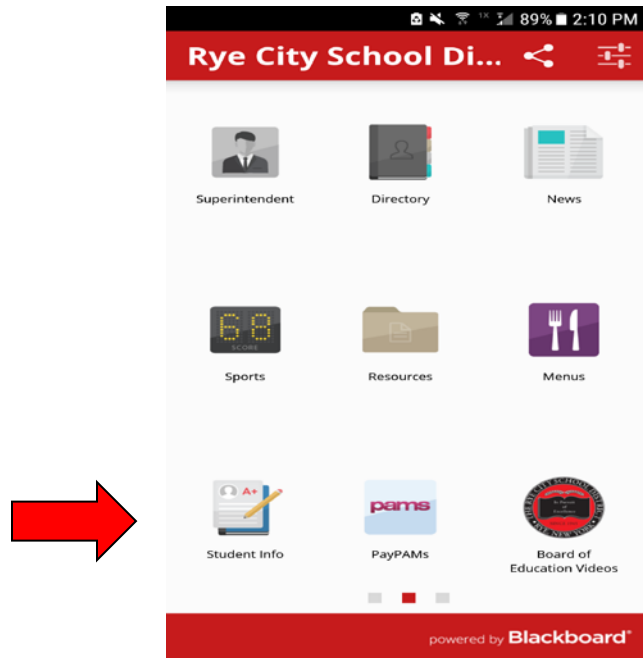 1X 89% 2:10 PM
Rye City School Di...
Superintendent Directory News
68
SCORE
Sports Resources Menus
A+ pams
Student Info PayPAMs Board of
Education Videos
powered by Blackboard